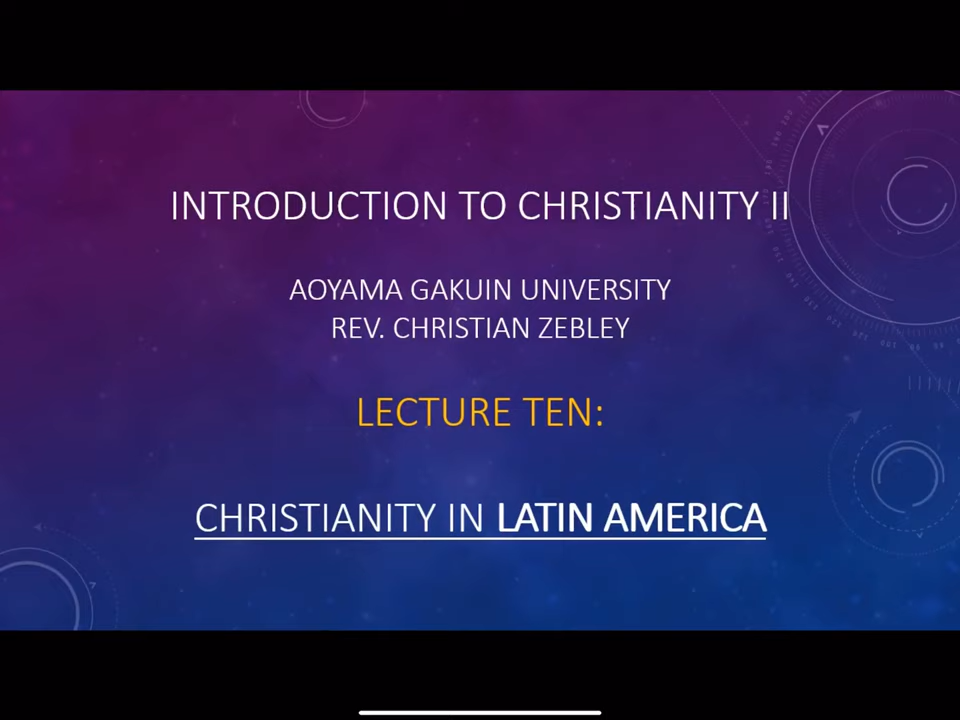 INTRODUCTION TO CHRISTIANITY II
AOYAMA GAKUIN UNIVERSITY
REV. CHRISTIAN ZEBLEY
LECTURE TEN:
CHRISTIANITY IN LATIN AMERICA